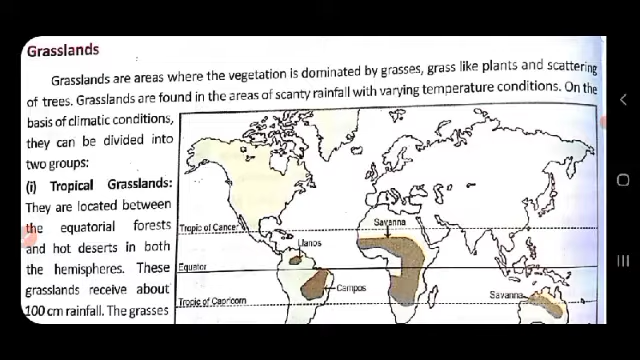 Grasslands
Grasslands are areas where the vegetation is dominated by grasses, grass like plants and scattering
of trees. Grasslands are found in the areas of scanty rainfall with varying temperature conditions. On the
basis of climatic conditions,
they can be divided into
two groups:
(i) Tropical Grasslands:
They are located between
the equatorial forests
and hot deserts in both
the hemispheres. These
grasslands receive about
100 cm rainfall. The grasses
Tropic of Cancer
Savanna
Llanos
Equator
Campos
Savanna
Tropic of Capricorn